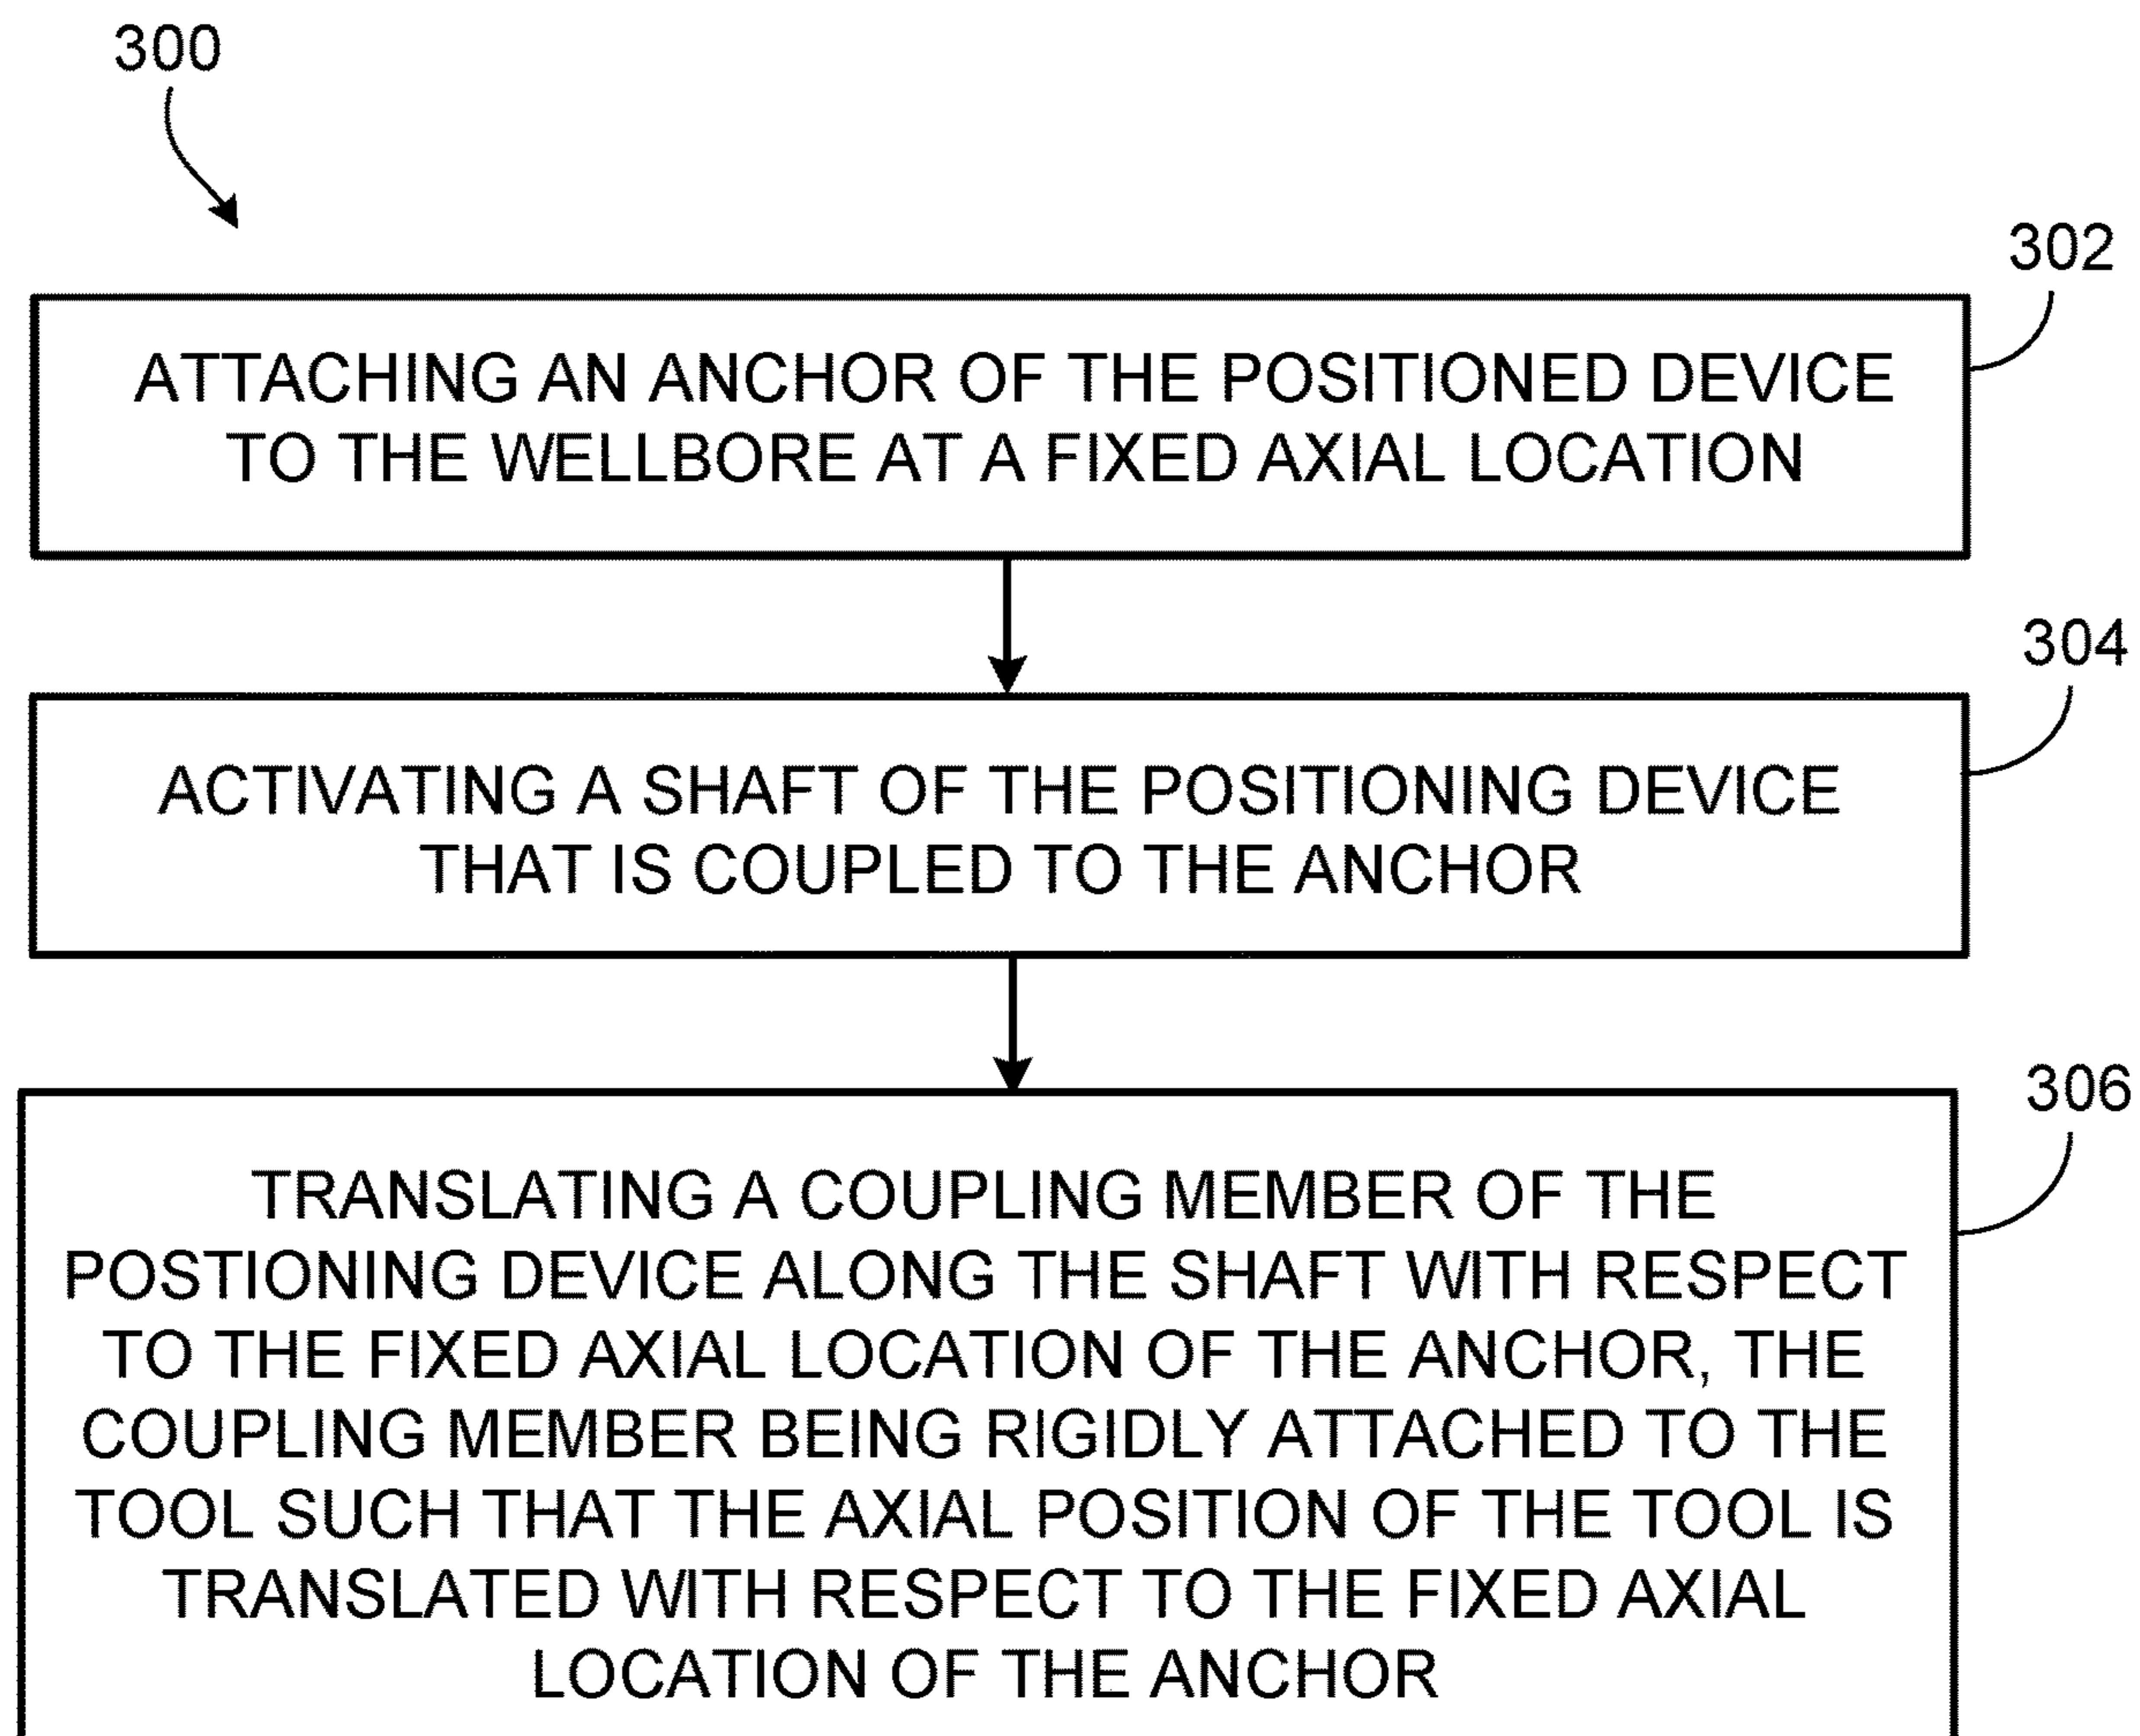 300
302
ATTACHING AN ANCHOR OF THE POSITIONED DEVICE
TO THE WELLBORE AT A FIXED AXIAL LOCATION
304
ACTIVATING A SHAFT OF THE POSITIONING DEVICE
THAT IS COUPLED TO THE ANCHOR
306
TRANSLATING A COUPLING MEMBER OF THE
POSTIONING DEVICE ALONG THE SHAFT WITH RESPECT
TO THE FIXED AXIAL LOCATION OF THE ANCHOR, THE
COUPLING MEMBER BEING RIGIDLY ATTACHED TO THE
TOOL SUCH THAT THE AXIAL POSITION OF THE TOOL IS
TRANSLATED WITH RESPECT TO THE FIXED AXIAL
LOCATION OF THE ANCHOR